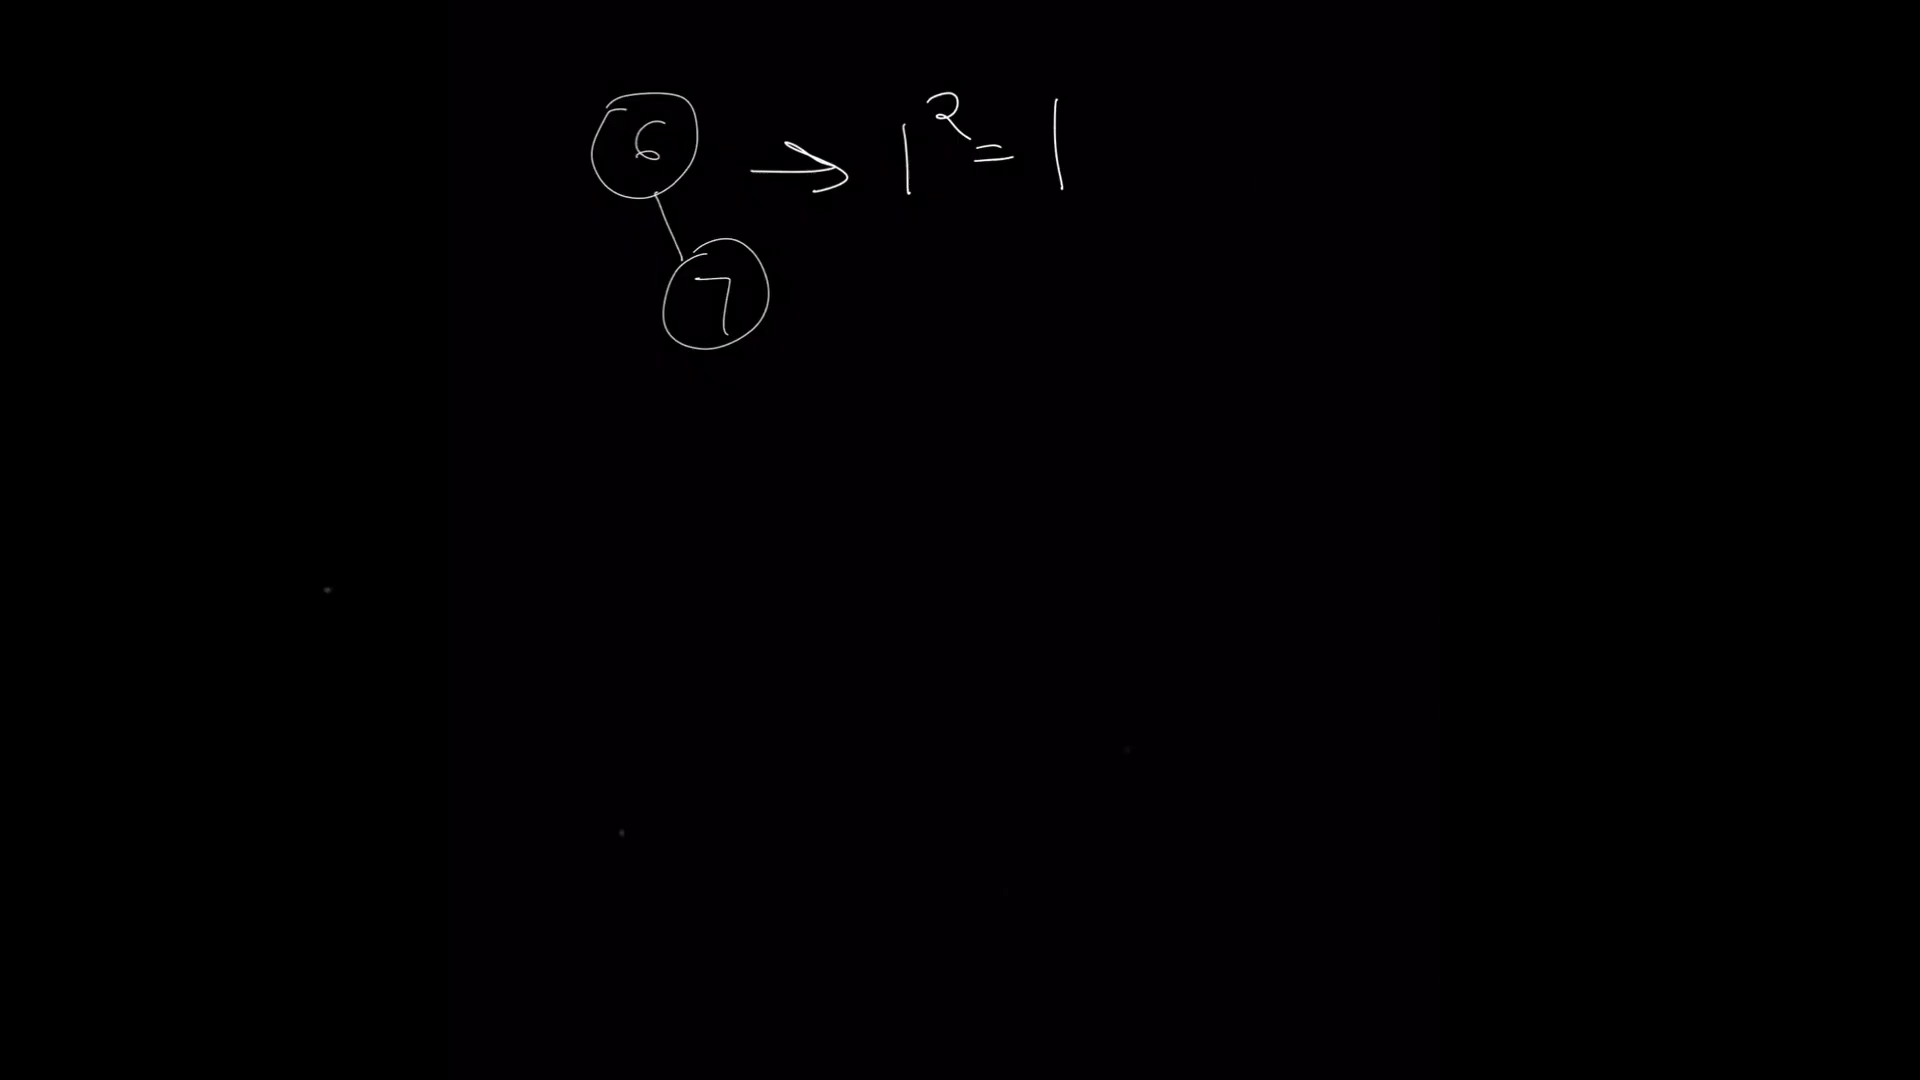 6 → 1² = 1
7